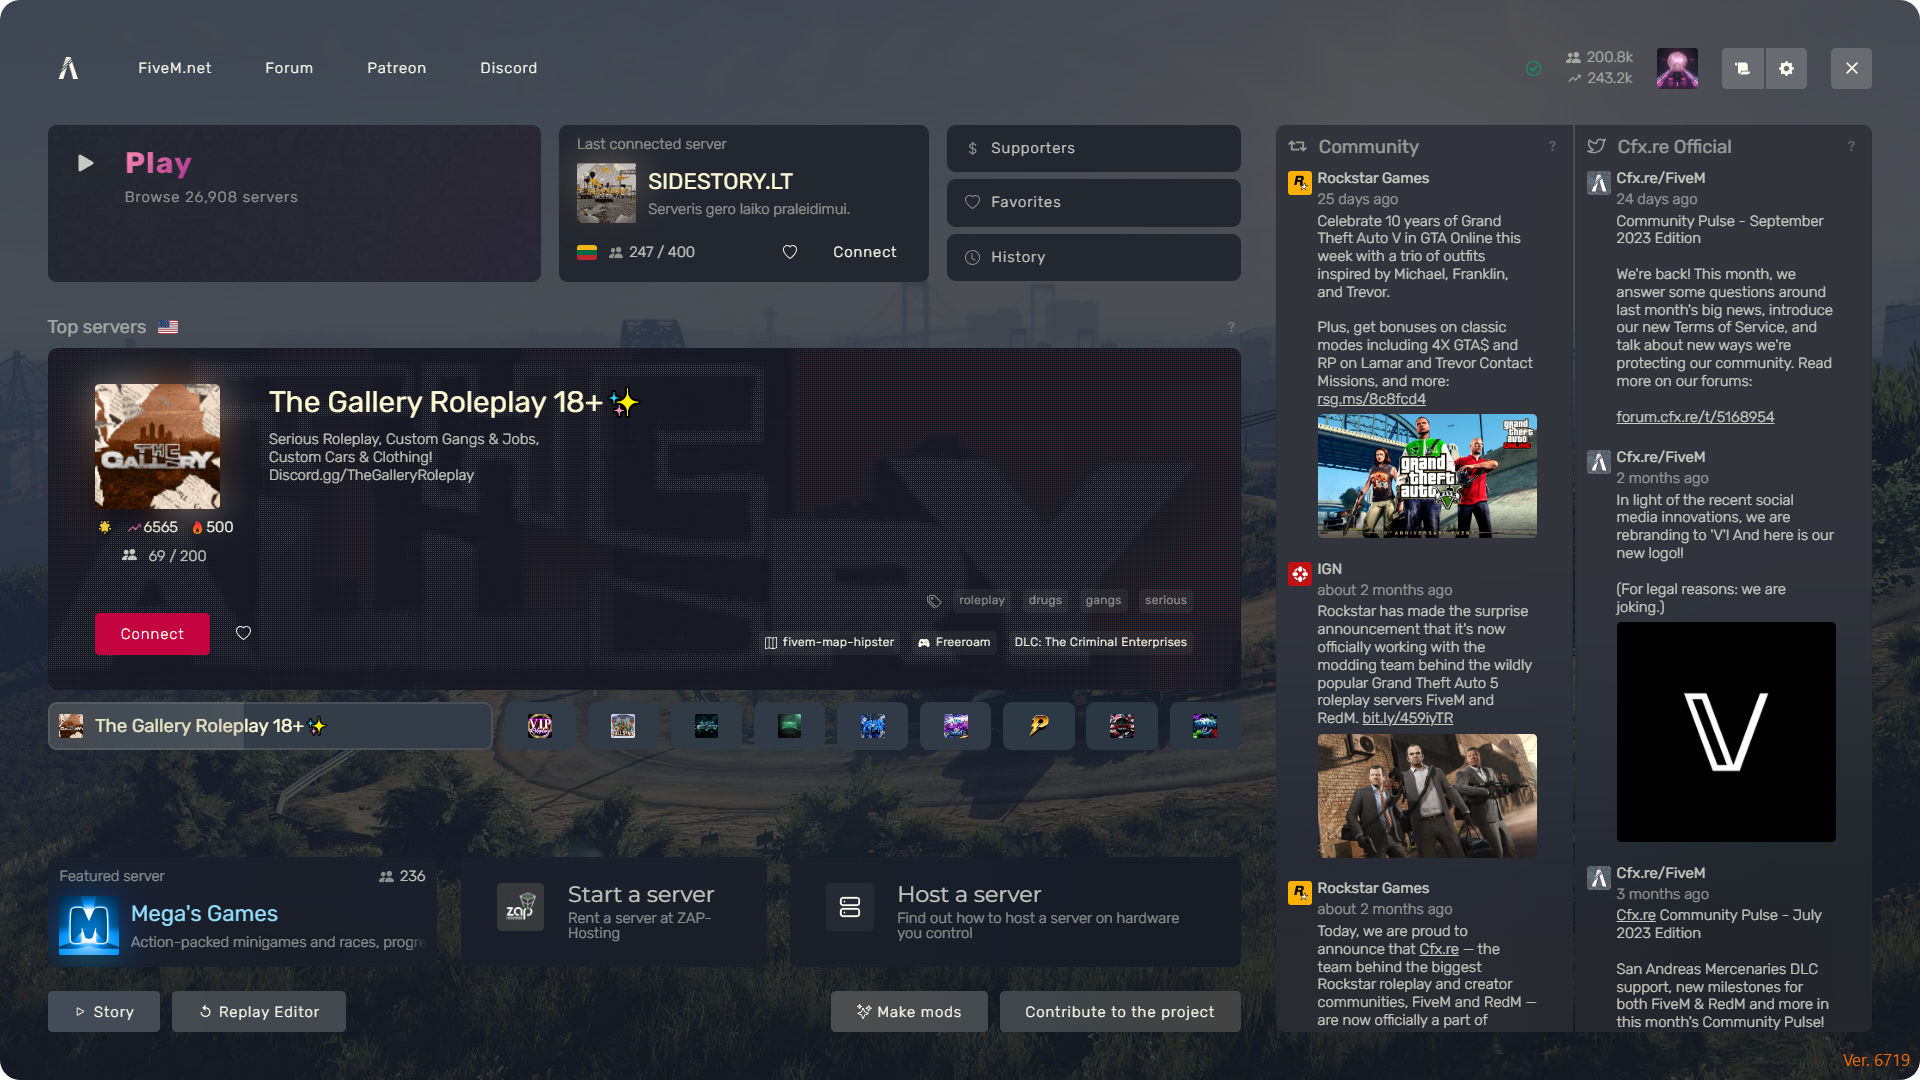 FiveM.net
Forum
Patreon
Discord
200.8k
243.2k
Play
Browse 26,908 servers
Last connected server
SIDESTORY.LT
Serveris gero laiko praleidimui.
247 / 400
Connect
$ Supporters
Favorites
History
Top servers
?
The Gallery Roleplay 18+✨
Serious Roleplay, Custom Gangs & Jobs,
Custom Cars & Clothing!
Discord.gg/TheGalleryRoleplay
THE
GALLERY
6565
500
69 / 200
Connect
roleplay
drugs
gangs
serious
fivem-map-hipster
Freeroam
DLC: The Criminal Enterprises
The Gallery Roleplay 18+✨
VIP
Featured server
236
Mega's Games
Action-packed minigames and races, progre
zap
Start a server
Rent a server at ZAP-
Hosting
Host a server
Find out how to host a server on hardware
you control
Story
Replay Editor
Make mods
Contribute to the project
Community
?
Rockstar Games
25 days ago
Celebrate 10 years of Grand
Theft Auto V in GTA Online this
week with a trio of outfits
inspired by Michael, Franklin,
and Trevor.
Plus, get bonuses on classic
modes including 4X GTA$ and
RP on Lamar and Trevor Contact
Missions, and more:
rsg.ms/8c8fcd4
grand
theft
auto
ONLINE
grand
theft
auto
V
10TH ANNIVERSARY EVENT
IGN
about 2 months ago
Rockstar has made the surprise
announcement that it's now
officially working with the
modding team behind the wildly
popular Grand Theft Auto 5
roleplay servers FiveM and
RedM. bit.ly/459iyTR
Rockstar Games
about 2 months ago
Today, we are proud to
announce that Cfx.re — the
team behind the biggest
Rockstar roleplay and creator
communities, FiveM and RedM —
are now officially a part of
Cfx.re Official
?
Cfx.re/FiveM
24 days ago
Community Pulse - September
2023 Edition
We're back! This month, we
answer some questions around
last month's big news, introduce
our new Terms of Service, and
talk about new ways we're
protecting our community. Read
more on our forums:
forum.cfx.re/t/5168954
Cfx.re/FiveM
2 months ago
In light of the recent social
media innovations, we are
rebranding to 'V'! And here is our
new logo!!
(For legal reasons: we are
joking.)
V
Cfx.re/FiveM
3 months ago
Cfx.re Community Pulse - July
2023 Edition
San Andreas Mercenaries DLC
support, new milestones for
both FiveM & RedM and more in
this month's Community Pulse!
Ver. 6719